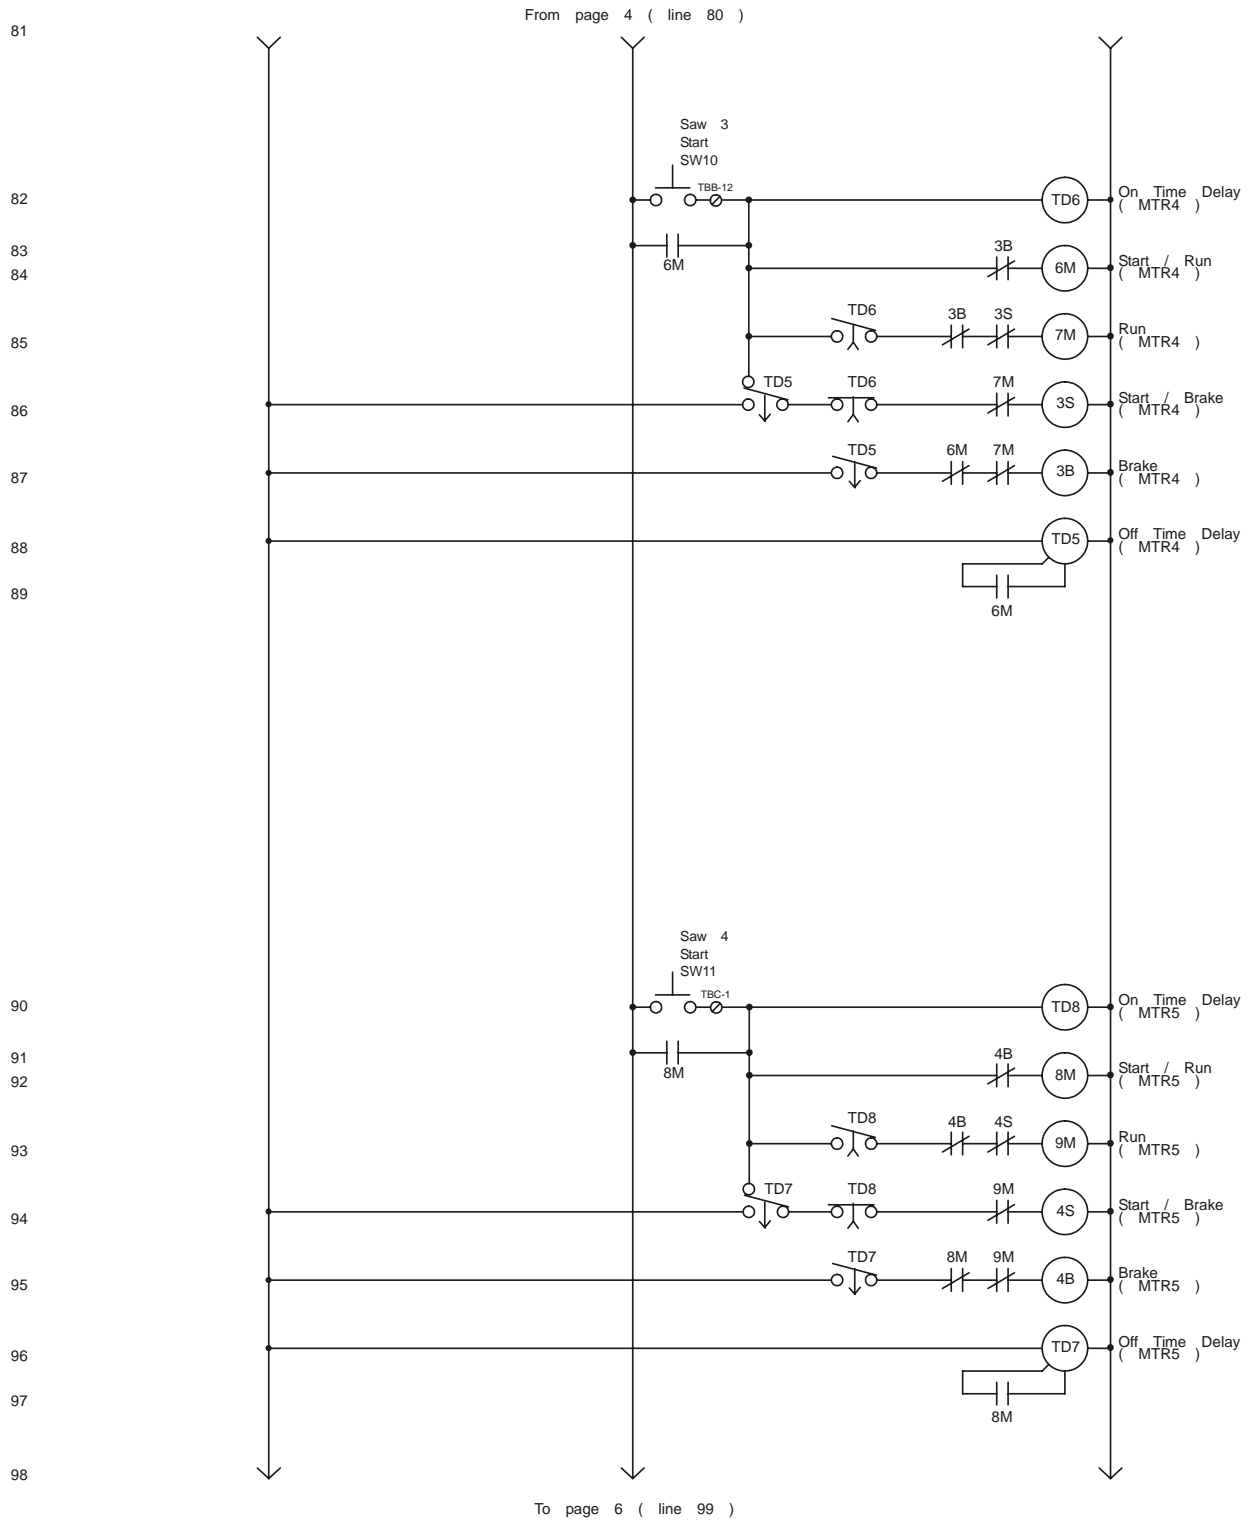 From page 4 ( line 80 )
81
Saw 3
Start
SW10
TBB-12
82
TD6
On Time Delay
( MTR4 )
83
6M
84
3B
6M
Start / Run
( MTR4 )
85
TD6
3B
3S
7M
Run
( MTR4 )
86
TD5
TD6
7M
3S
Start / Brake
( MTR4 )
87
TD5
6M
7M
3B
Brake
( MTR4 )
88
TD5
Off Time Delay
( MTR4 )
89
6M
Saw 4
Start
SW11
TBC-1
90
TD8
On Time Delay
( MTR5 )
91
8M
92
4B
8M
Start / Run
( MTR5 )
93
TD8
4B
4S
9M
Run
( MTR5 )
94
TD7
TD8
9M
4S
Start / Brake
( MTR5 )
95
TD7
8M
9M
4B
Brake
( MTR5 )
96
TD7
Off Time Delay
( MTR5 )
97
8M
98
To page 6 ( line 99 )